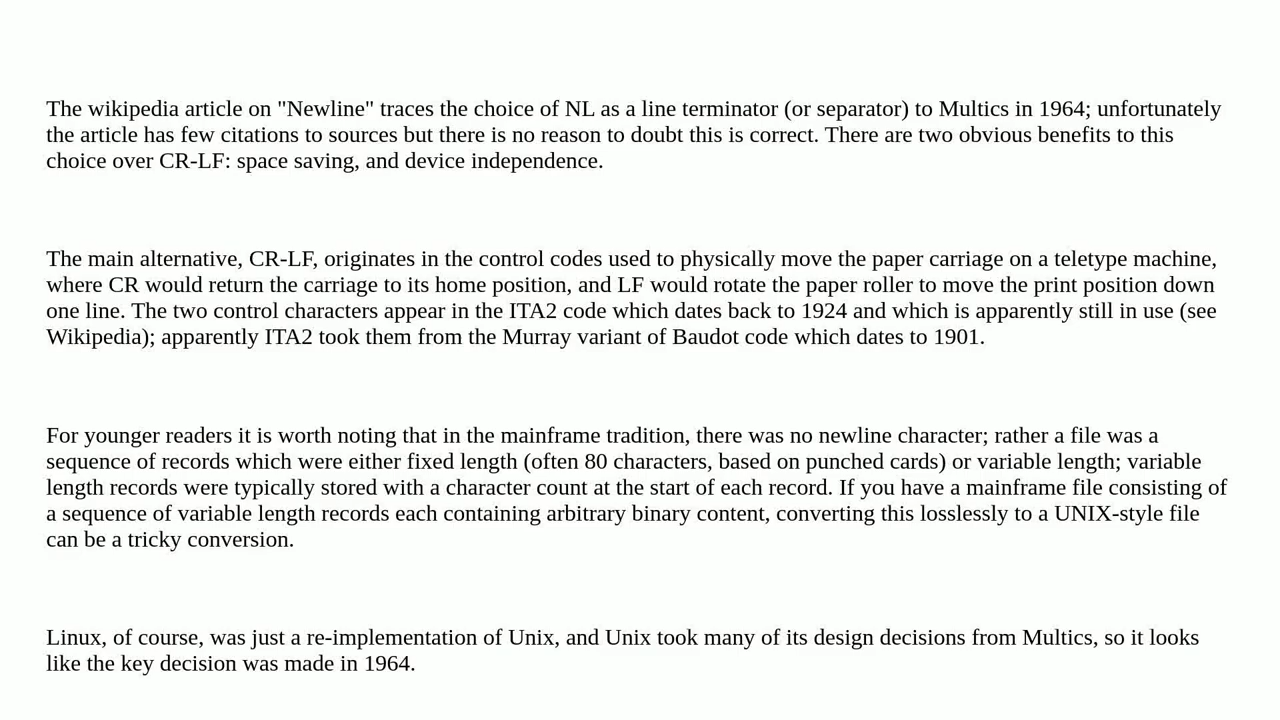 The wikipedia article on "Newline" traces the choice of NL as a line terminator (or separator) to Multics in 1964; unfortunately
the article has few citations to sources but there is no reason to doubt this is correct. There are two obvious benefits to this
choice over CR-LF: space saving, and device independence.
The main alternative, CR-LF, originates in the control codes used to physically move the paper carriage on a teletype machine,
where CR would return the carriage to its home position, and LF would rotate the paper roller to move the print position down
one line. The two control characters appear in the ITA2 code which dates back to 1924 and which is apparently still in use (see
Wikipedia); apparently ITA2 took them from the Murray variant of Baudot code which dates to 1901.
For younger readers it is worth noting that in the mainframe tradition, there was no newline character; rather a file was a
sequence of records which were either fixed length (often 80 characters, based on punched cards) or variable length; variable
length records were typically stored with a character count at the start of each record. If you have a mainframe file consisting of
a sequence of variable length records each containing arbitrary binary content, converting this losslessly to a UNIX-style file
can be a tricky conversion.
Linux, of course, was just a re-implementation of Unix, and Unix took many of its design decisions from Multics, so it looks
like the key decision was made in 1964.